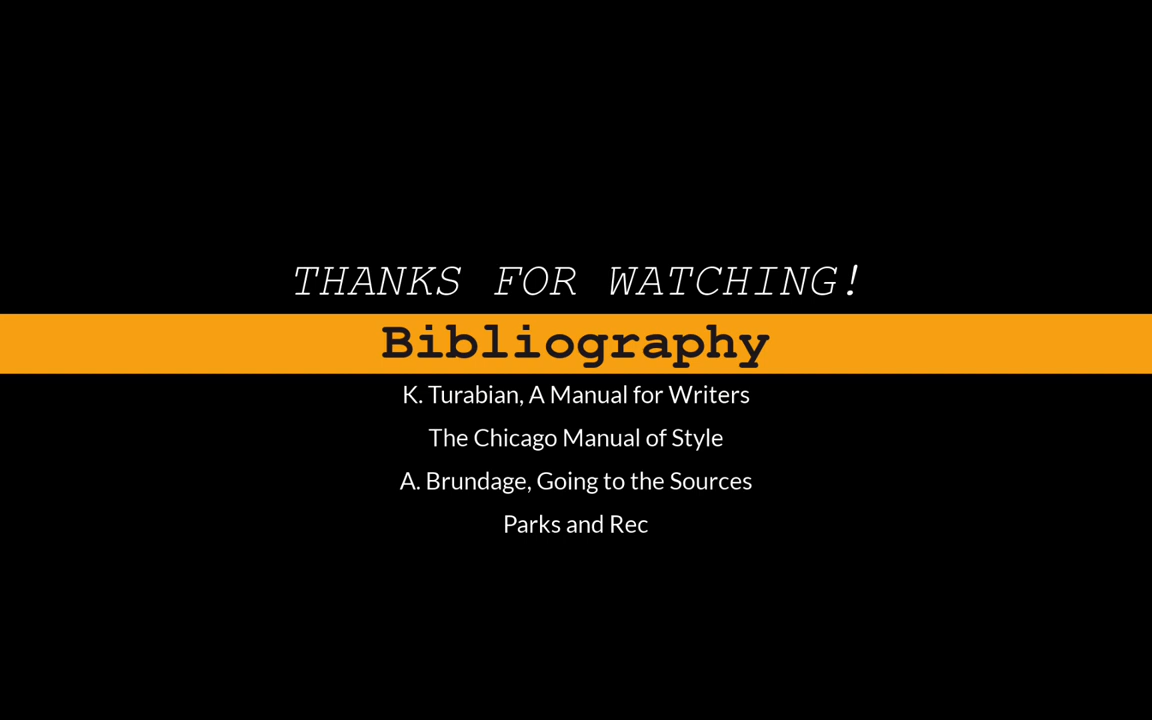 THANKS FOR WATCHING!
Bibliography
K. Turabian, A Manual for Writers
The Chicago Manual of Style
A. Brundage, Going to the Sources
Parks and Rec